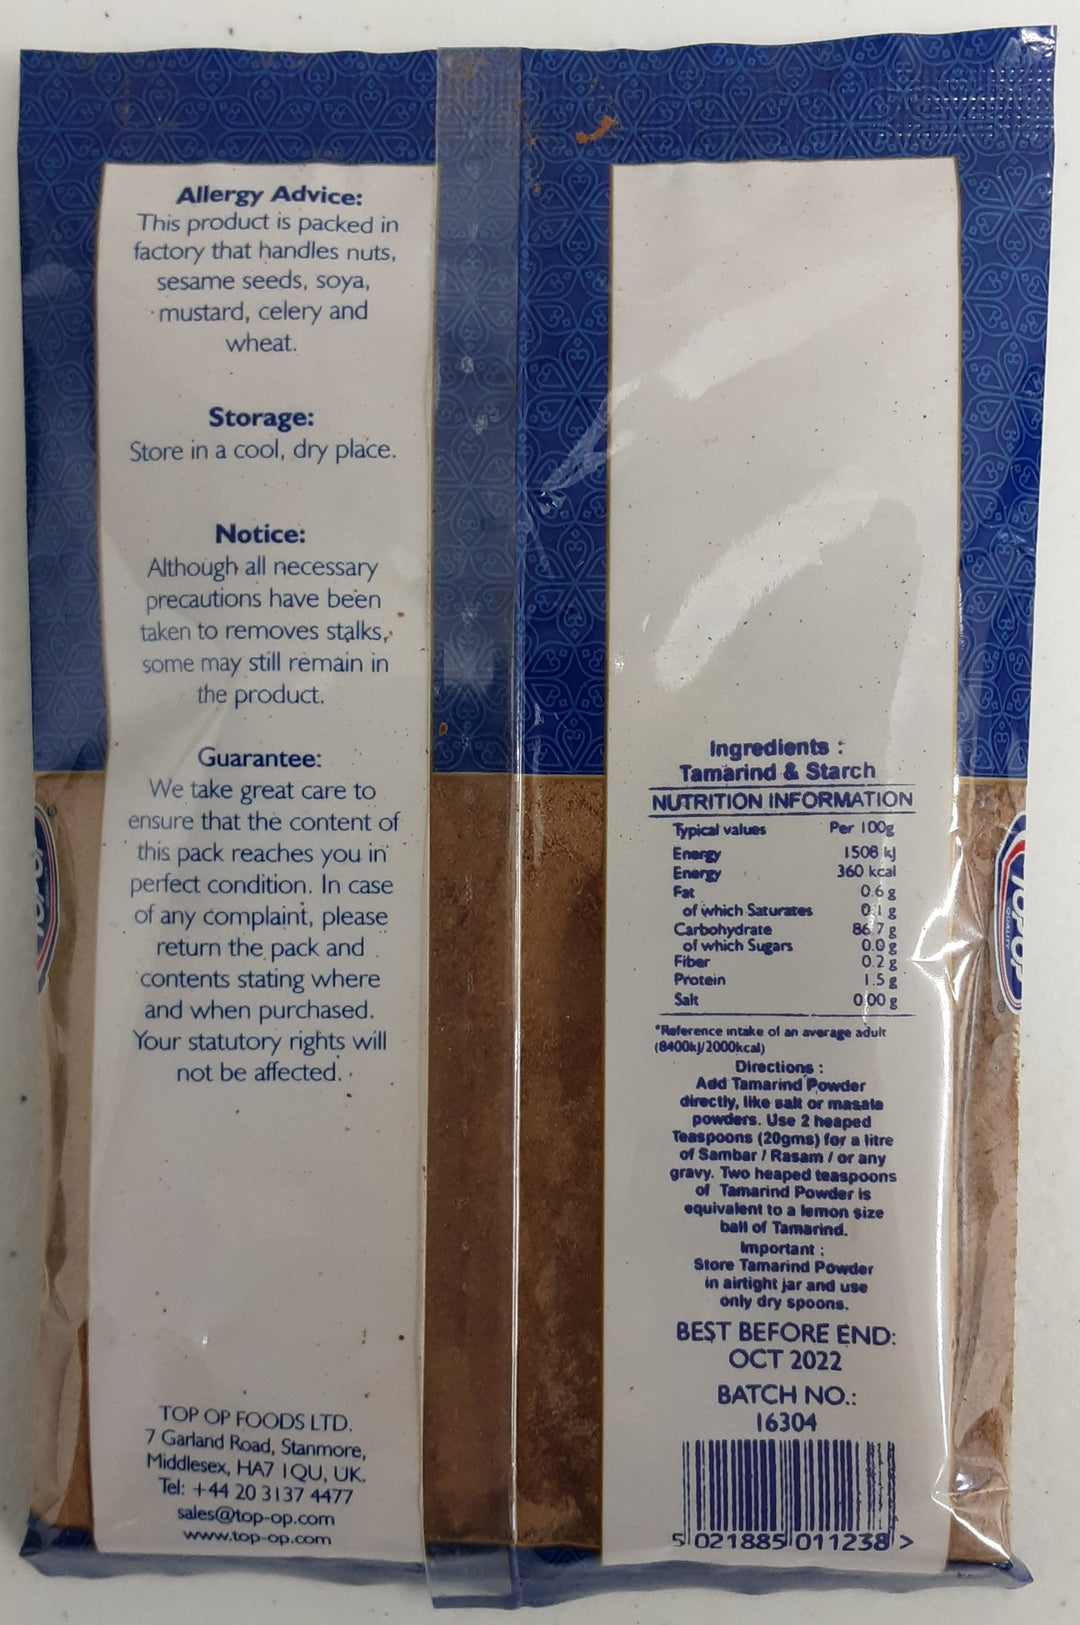 Allergy Advice:
This product is packed in
factory that handles nuts,
sesame seeds, soya,
mustard, celery and
wheat.
Storage:
Store in a cool, dry place.
Notice:
Although all necessary
precautions have been
taken to removes stalks,
some may still remain in
the product.
Guarantee:
We take great care to
ensure that the content of
this pack reaches you in
perfect condition. In case
of any complaint, please
return the pack and
contents stating where
and when purchased.
Your statutory rights will
not be affected.
TOP OP FOODS LTD.
7 Garland Road, Stanmore,
Middlesex, HA7 1QU, UK.
Tel: +44 20 3137 4477
sales@top-op.com
www.top-op.com
Ingredients :
Tamarind & Starch
NUTRITION INFORMATION
Typical values Per 100g
Energy 1508 kJ
Energy 360 kcal
Fat 0.6 g
of which Saturates 0.1 g
Carbohydrate 86.7 g
of which Sugars 0.0 g
Fiber 0.2 g
Protein 1.5 g
Salt 0.00 g
*Reference intake of an average adult
(8400kj/2000kcal)
Directions :
Add Tamarind Powder
directly, like salt or masala
powders. Use 2 heaped
Teaspoons (20gms) for a litre
of Sambar / Rasam / or any
gravy. Two heaped teaspoons
of Tamarind Powder is
equivalent to a lemon size
ball of Tamarind.
Important :
Store Tamarind Powder
in airtight jar and use
only dry spoons.
BEST BEFORE END:
OCT 2022
BATCH NO.:
16304
5 021885 011238 >
TOPOP
QUALITY